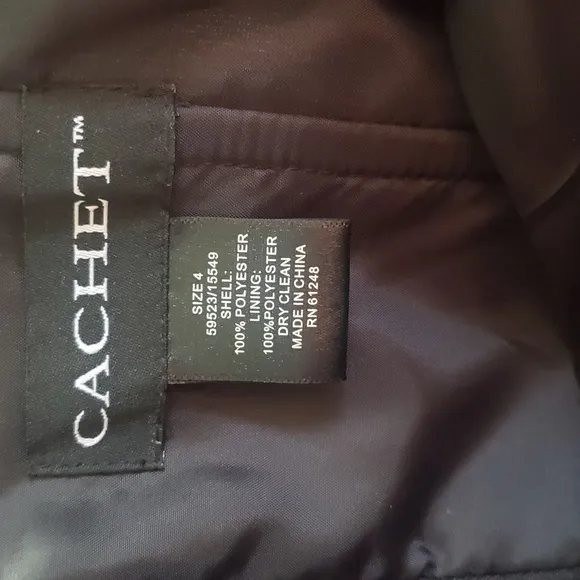 CACHET™
SIZE 4
59523/15549
SHELL:
100% POLYESTER
LINING:
100%POLYESTER
DRY CLEAN
MADE IN CHINA
RN 61248